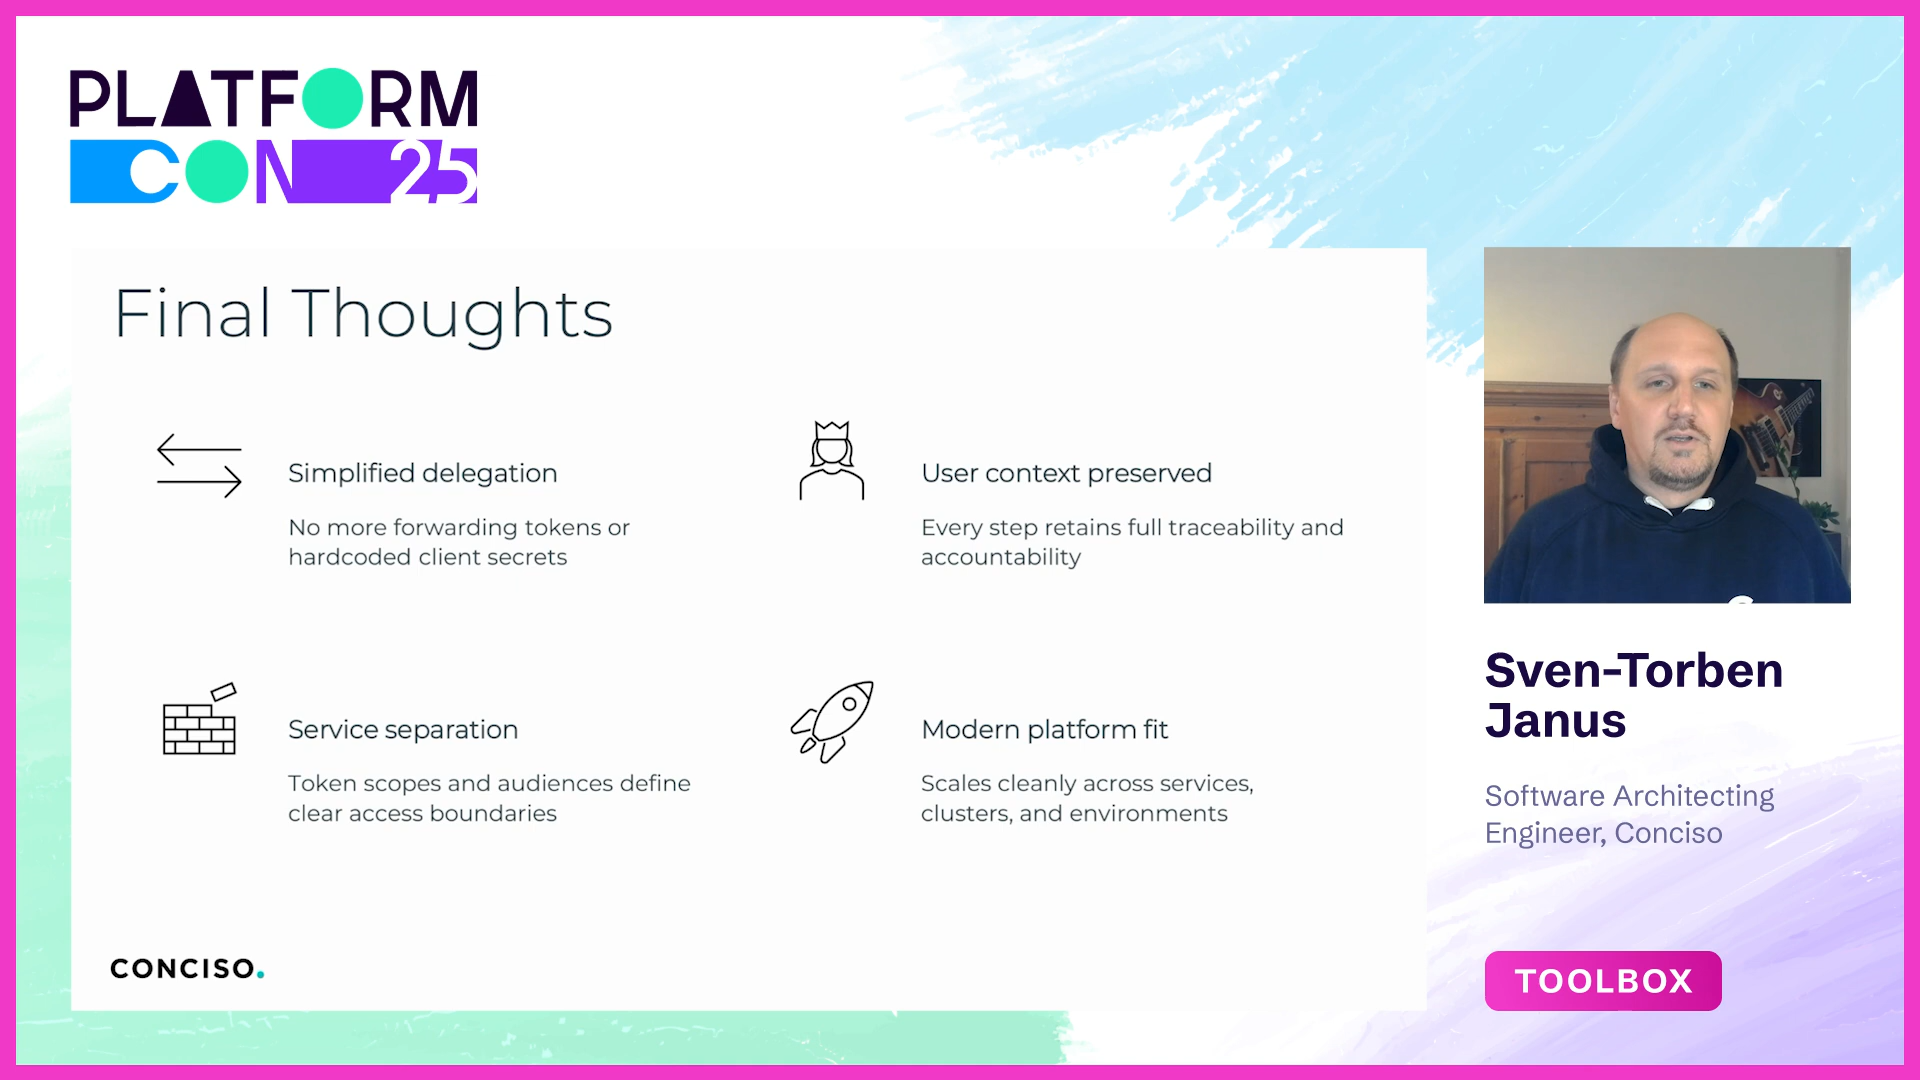 PLATFORM
CON 25
Final Thoughts
Simplified delegation
No more forwarding tokens or
hardcoded client secrets
User context preserved
Every step retains full traceability and
accountability
Service separation
Token scopes and audiences define
clear access boundaries
Modern platform fit
Scales cleanly across services,
clusters, and environments
CONCISO.
Sven-Torben
Janus
Software Architecting
Engineer, Conciso
TOOLBOX